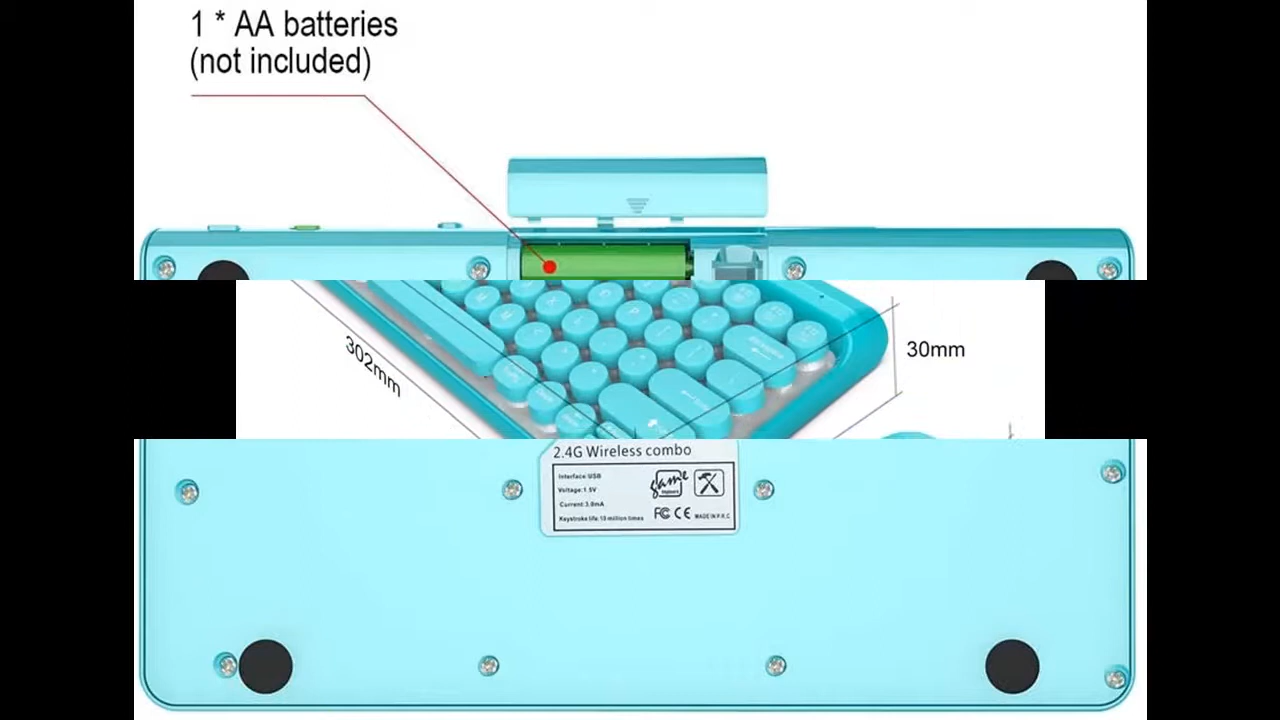 1 * AA batteries
(not included)
302mm
30mm
2.4G Wireless combo
Interface:USB
Voltage:1.5V
Current:3.0mA
Keystroke life:10 million times
game
FC CE MADE IN P.R.C